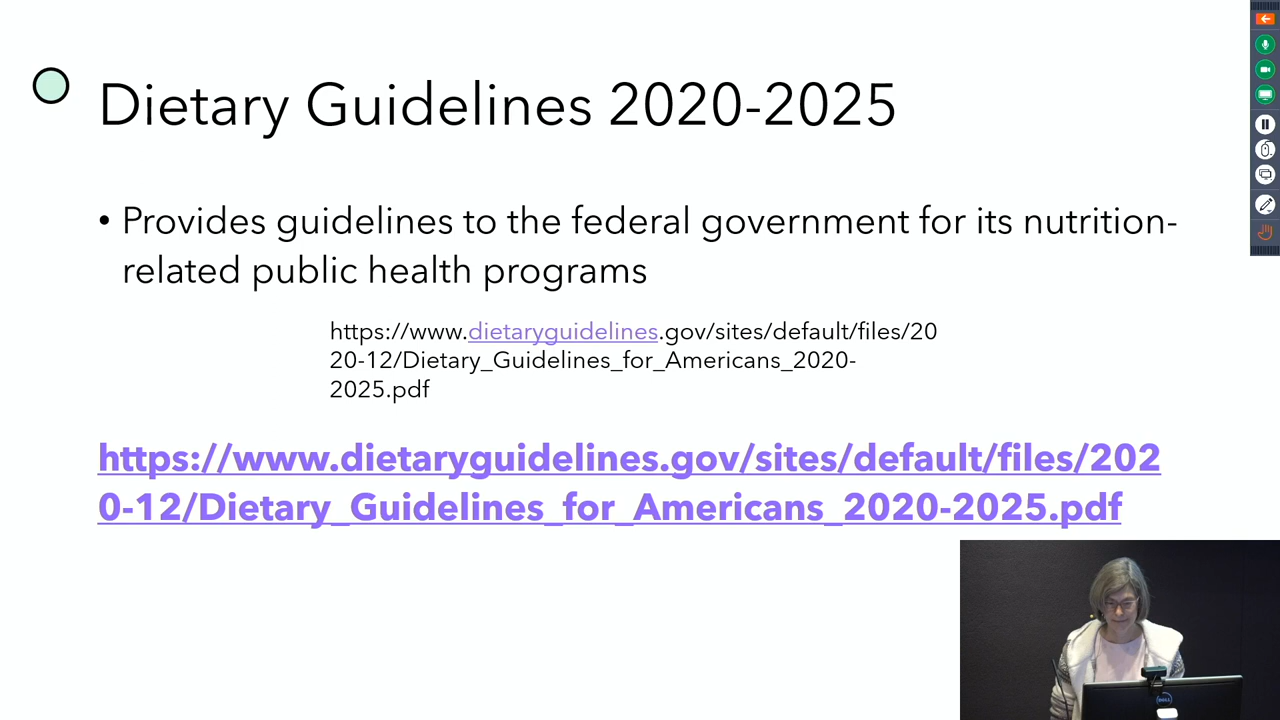 Dietary Guidelines 2020-2025
• Provides guidelines to the federal government for its nutrition-
related public health programs
https://www.dietaryguidelines.gov/sites/default/files/20
20-12/Dietary_Guidelines_for_Americans_2020-
2025.pdf
https://www.dietaryguidelines.gov/sites/default/files/202
0-12/Dietary_Guidelines_for_Americans_2020-2025.pdf
DELL